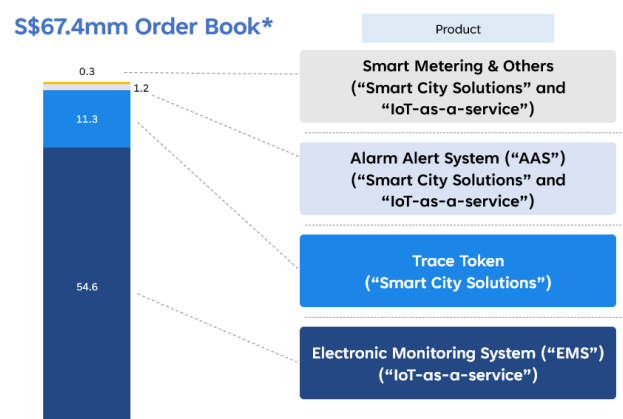 S$67.4mm Order Book*
Product
0.3
1.2
11.3
54.6
Smart Metering & Others
(“Smart City Solutions” and
“IoT-as-a-service”)
Alarm Alert System (“AAS”)
(“Smart City Solutions” and
“IoT-as-a-service”)
Trace Token
(“Smart City Solutions”)
Electronic Monitoring System (“EMS”)
(“IoT-as-a-service”)